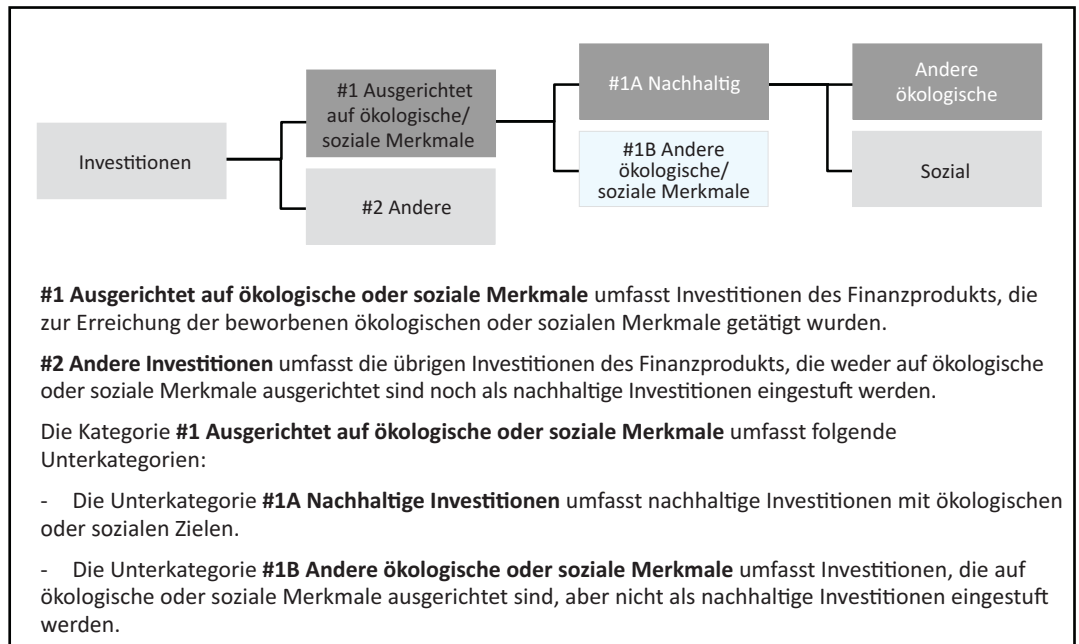 Investitionen
#1 Ausgerichtet
auf ökologische/
soziale Merkmale
#2 Andere
#1A Nachhaltig
#1B Andere
ökologische/
soziale Merkmale
Andere
ökologische
Sozial
#1 Ausgerichtet auf ökologische oder soziale Merkmale umfasst Investitionen des Finanzprodukts, die
zur Erreichung der beworbenen ökologischen oder sozialen Merkmale getätigt wurden.
#2 Andere Investitionen umfasst die übrigen Investitionen des Finanzprodukts, die weder auf ökologische
oder soziale Merkmale ausgerichtet sind noch als nachhaltige Investitionen eingestuft werden.
Die Kategorie #1 Ausgerichtet auf ökologische oder soziale Merkmale umfasst folgende
Unterkategorien:
- Die Unterkategorie #1A Nachhaltige Investitionen umfasst nachhaltige Investitionen mit ökologischen
oder sozialen Zielen.
- Die Unterkategorie #1B Andere ökologische oder soziale Merkmale umfasst Investitionen, die auf
ökologische oder soziale Merkmale ausgerichtet sind, aber nicht als nachhaltige Investitionen eingestuft
werden.